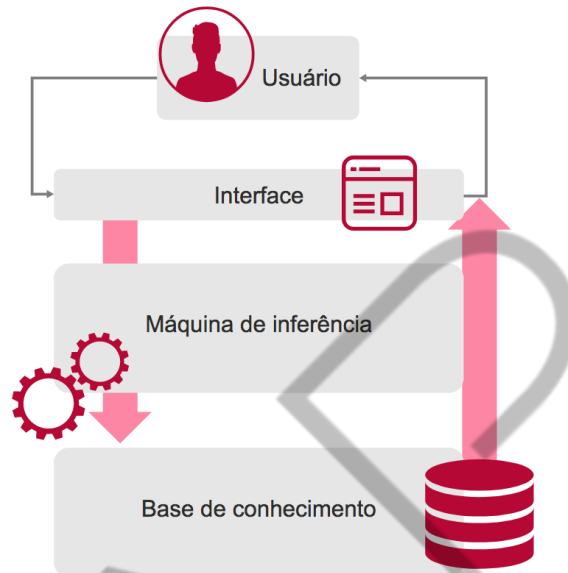 Usuário
Interface
Máquina de inferência
Base de conhecimento